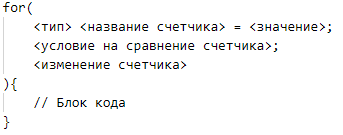 for(
    <тип> <название счетчика> = <значение>;
    <условие на сравнение счетчика>;
    <изменение счетчика>
){
    // Блок кода
}